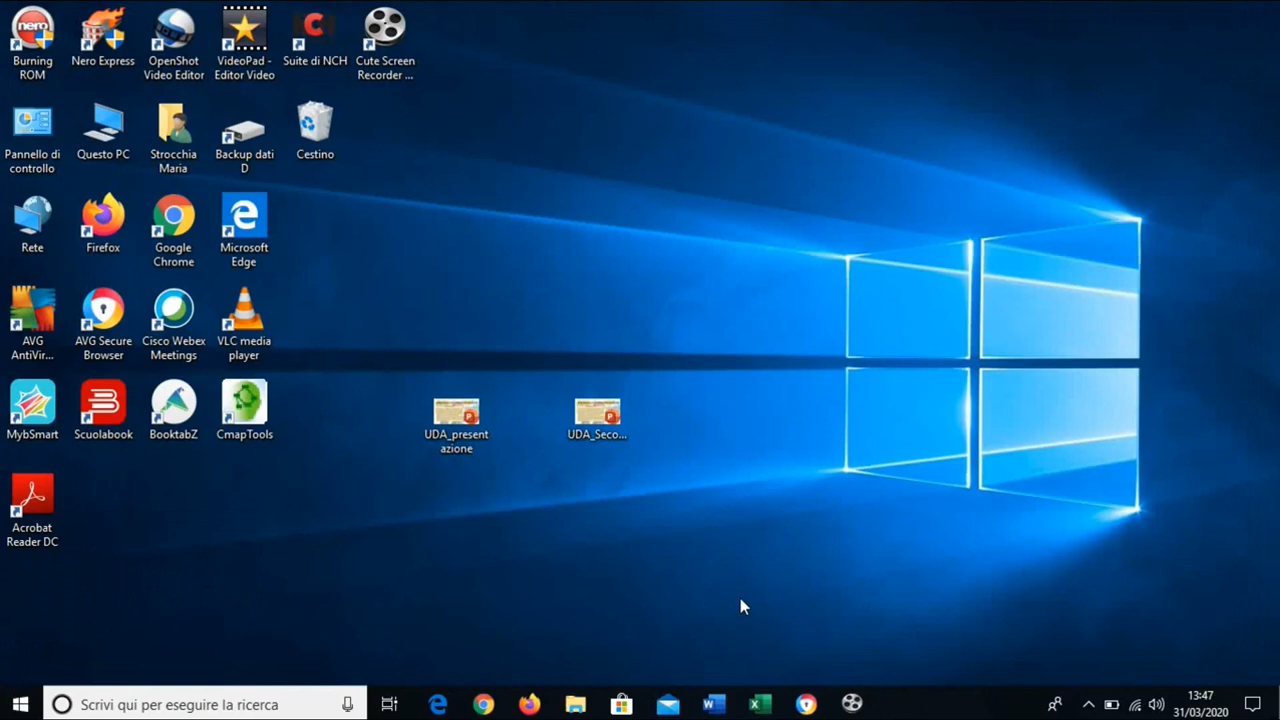 nero
Burning ROM
Nero Express
OpenShot Video Editor
VideoPad - Editor Video
Suite di NCH
Cute Screen Recorder ...
Pannello di controllo
Questo PC
Strocchia Maria
Backup dati D
Cestino
Rete
Firefox
Google Chrome
Microsoft Edge
AVG AntiVir...
AVG Secure Browser
Cisco Webex Meetings
VLC media player
MybSmart
Scuolabook
BooktabZ
CmapTools
UDA_presentazione
UDA_Seco...
Acrobat Reader DC
Scrivi qui per eseguire la ricerca
13:47
31/03/2020